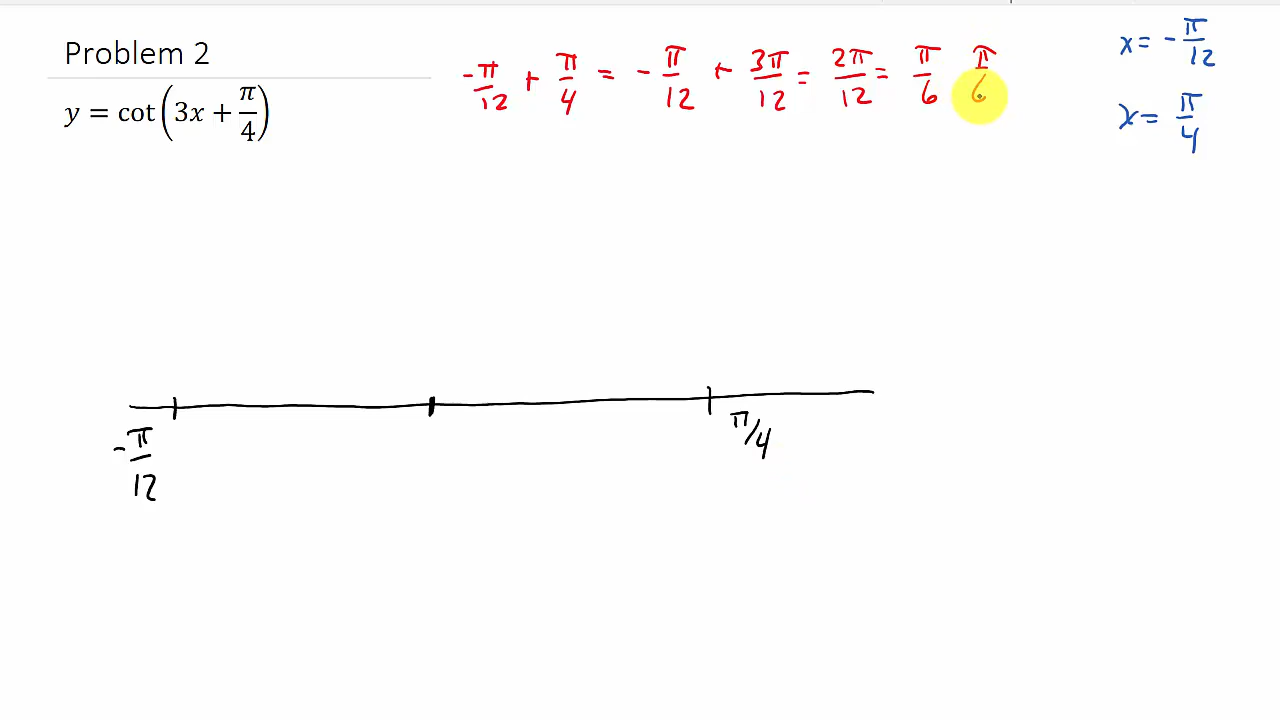 Problem 2
y = cot(3x + π/4)
-π/12 + π/4 = -π/12 + 3π/12 = 2π/12 = π/6 π/6
x = -π/12
x = π/4
-π/12
π/4